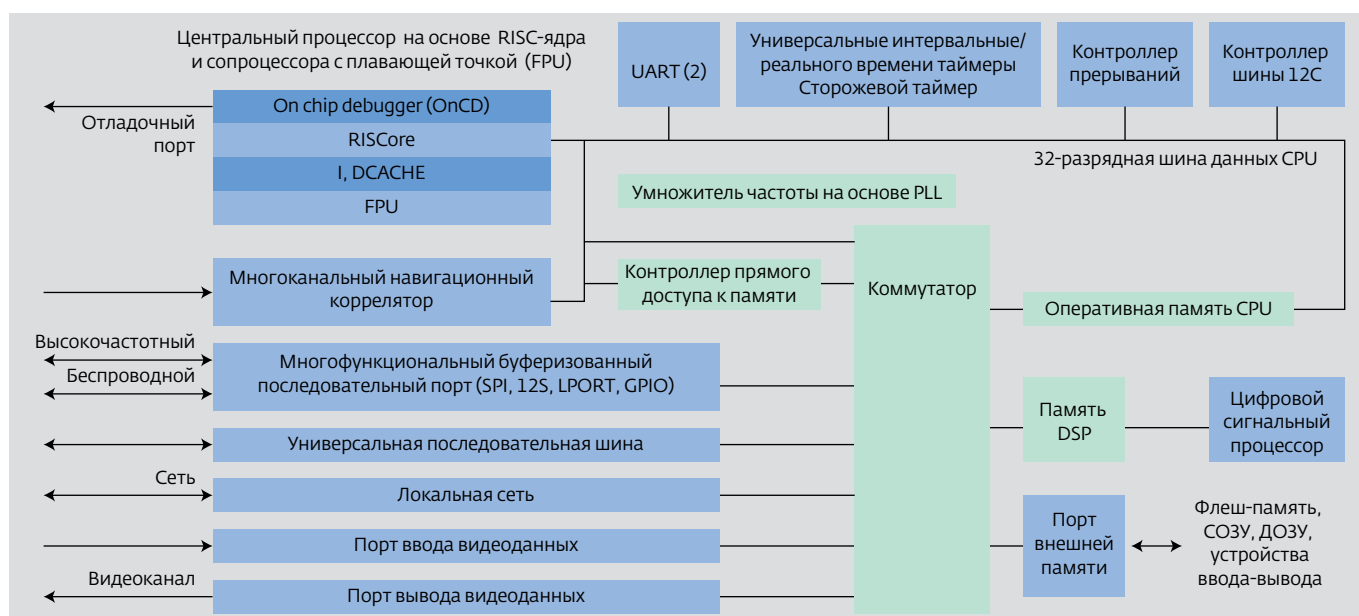 Центральный процессор на основе RISC-ядра
и сопроцессора с плавающей точкой (FPU)
UART (2)
Универсальные интервальные/
реального времени таймеры
Сторожевой таймер
Контроллер
прерываний
Контроллер
шины 12C
Отладочный
порт
On chip debugger (OnCD)
RISCore
I, DCACHE
FPU
32-разрядная шина данных CPU
Умножитель частоты на основе PLL
Многоканальный навигационный
коррелятор
Контроллер прямого
доступа к памяти
Коммутатор
Оперативная память CPU
Высокочастотный
Беспроводной
Многофункциональный буферизованный
последовательный порт (SPI, 12S, LPORT, GPIO)
Память
DSP
Цифровой
сигнальный
процессор
Универсальная последовательная шина
Сеть
Локальная сеть
Порт ввода видеоданных
Порт
внешней
памяти
Флеш-память,
СОЗУ, ДОЗУ,
устройства
ввода-вывода
Видеоканал
Порт вывода видеоданных